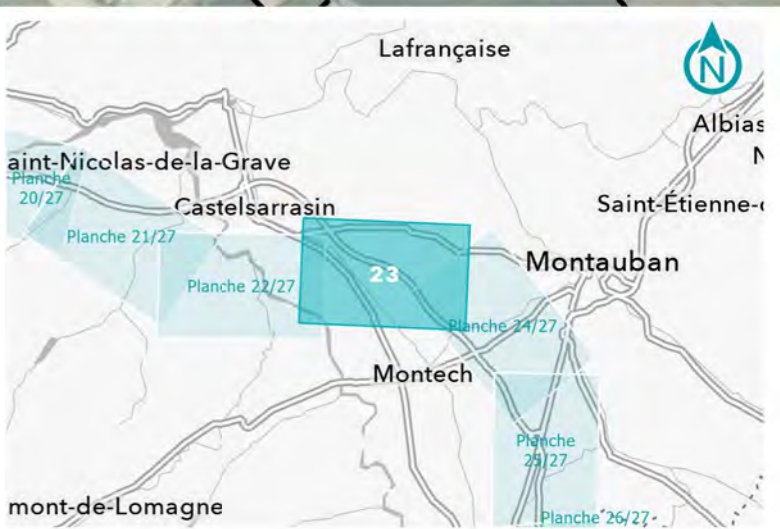 Lafrançaise
N
Albias
N
aint-Nicolas-de-la-Grave
Planche
20/27
Castelsarrasin
Saint-Étienne-
Planche 21/27
Montauban
23
Planche 22/27
Planche 24/27
Montech
Planche
25/27
mont-de-Lomagne
Planche 26/27